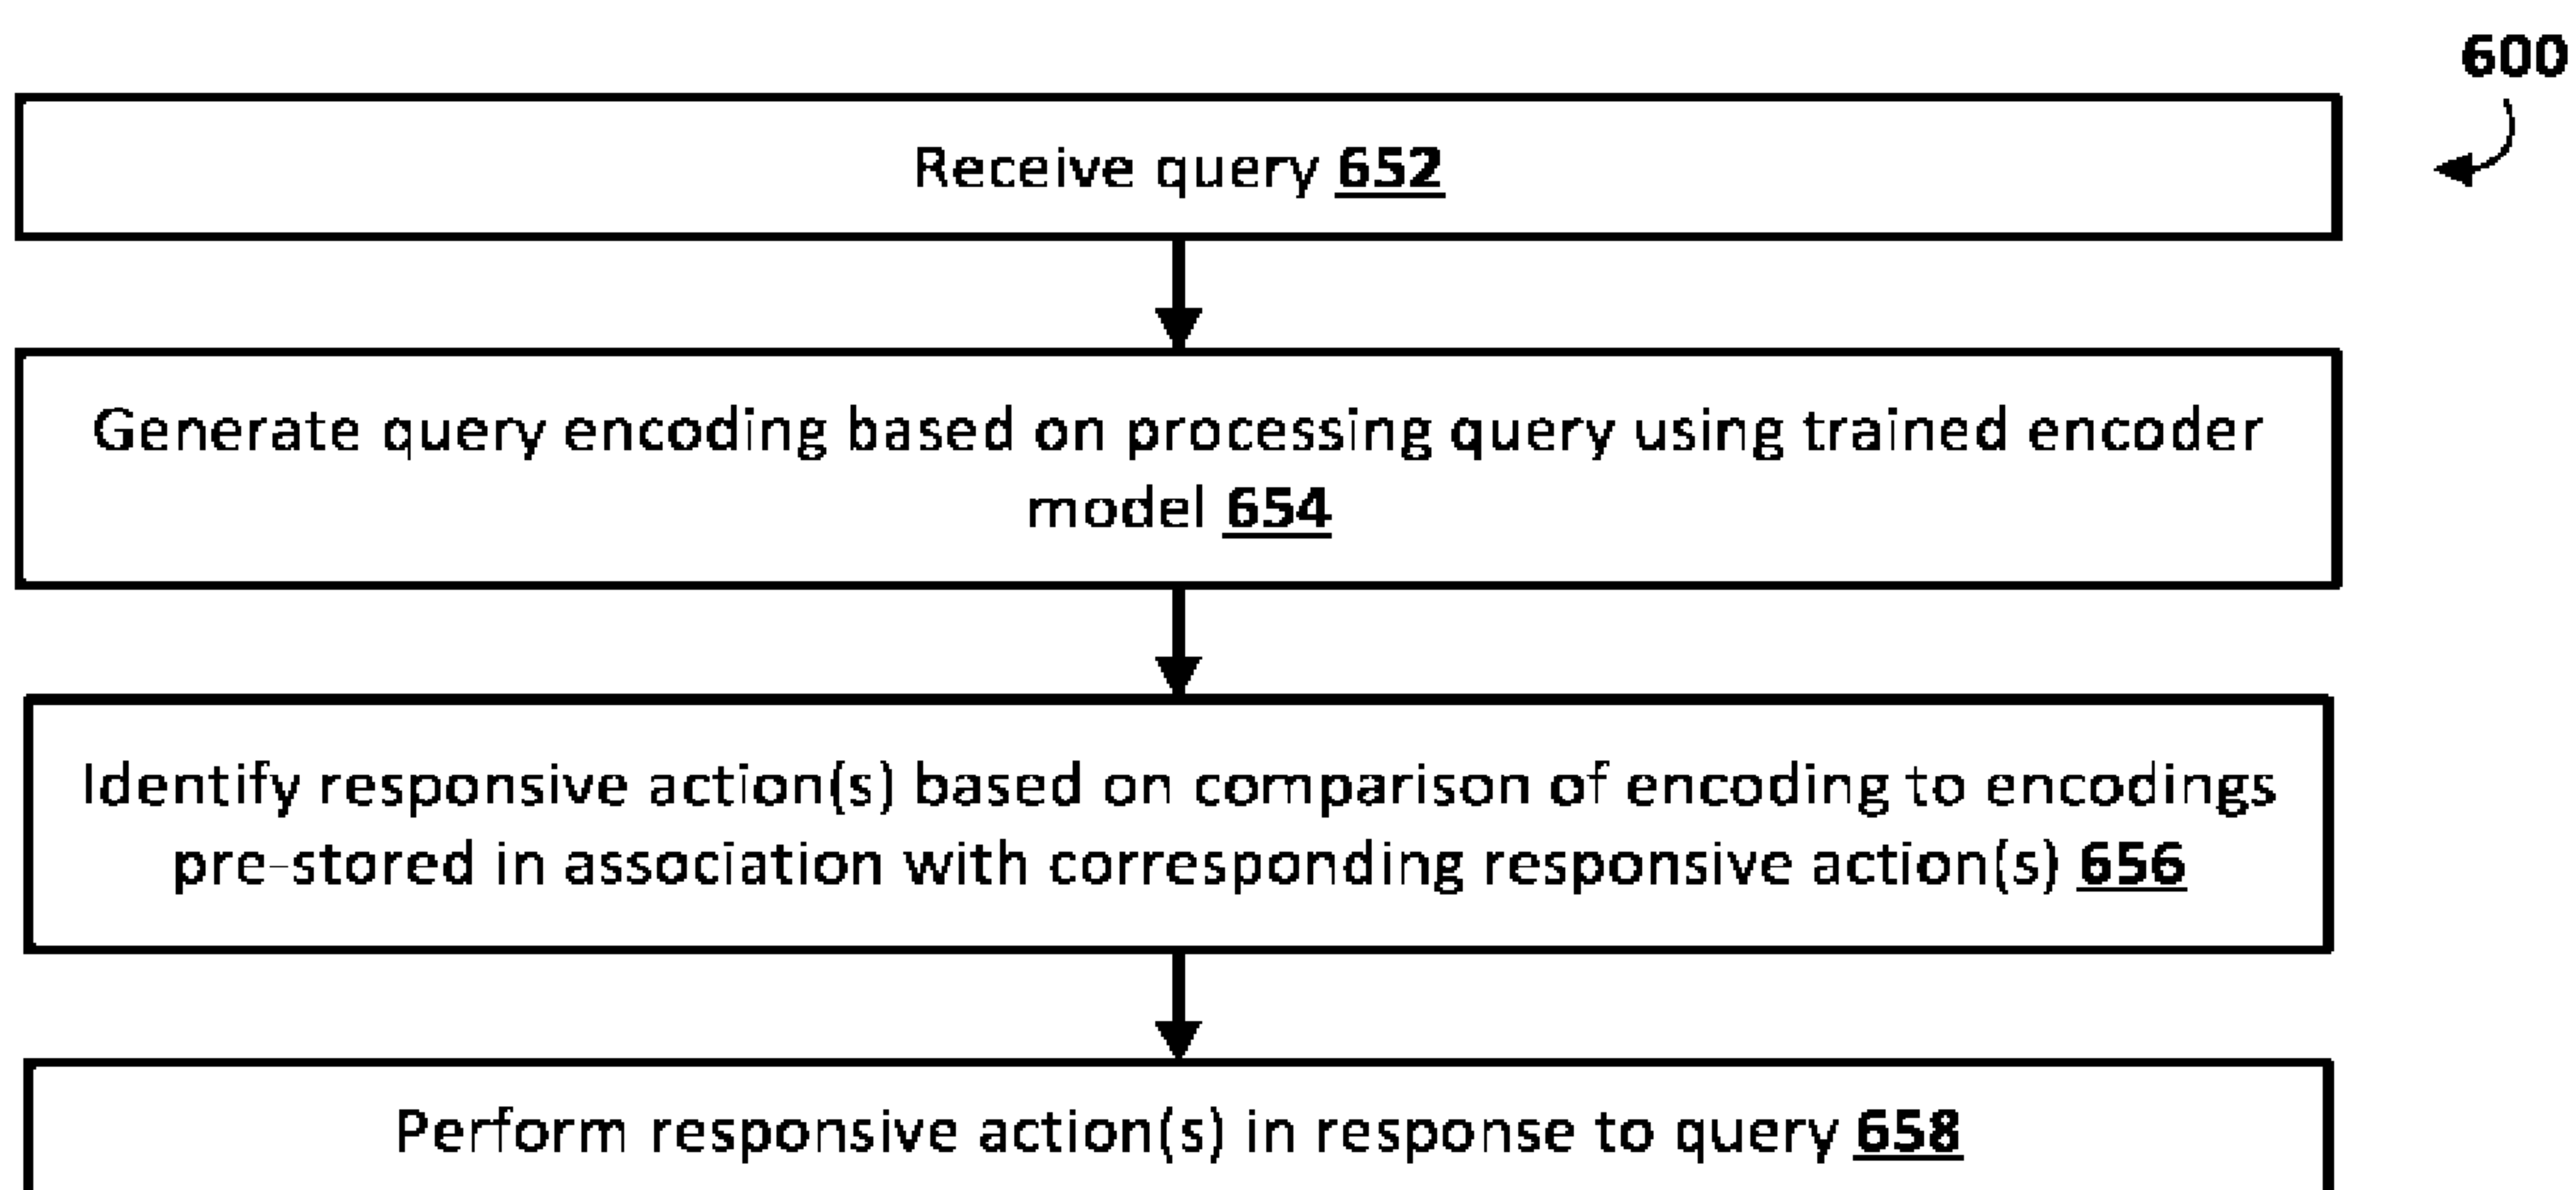 600
Receive query 652
Generate query encoding based on processing query using trained encoder
model 654
Identify responsive action(s) based on comparison of encoding to encodings
pre-stored in association with corresponding responsive action(s) 656
Perform responsive action(s) in response to query 658